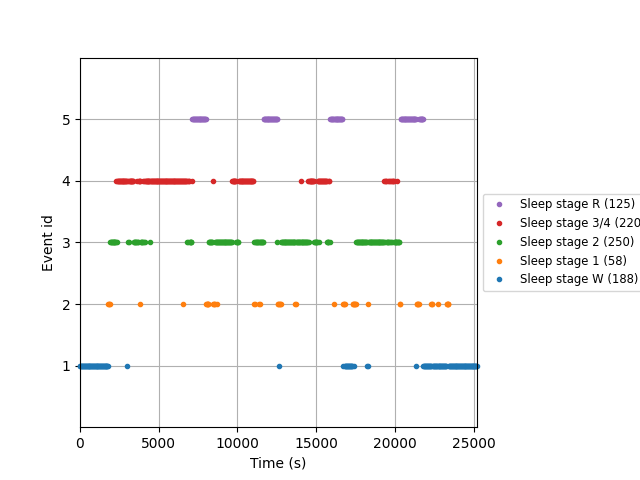 5
4
3
2
1
Event id
0
5000
10000
15000
20000
25000
Time (s)
Sleep stage R (125)
Sleep stage 3/4 (220
Sleep stage 2 (250)
Sleep stage 1 (58)
Sleep stage W (188)